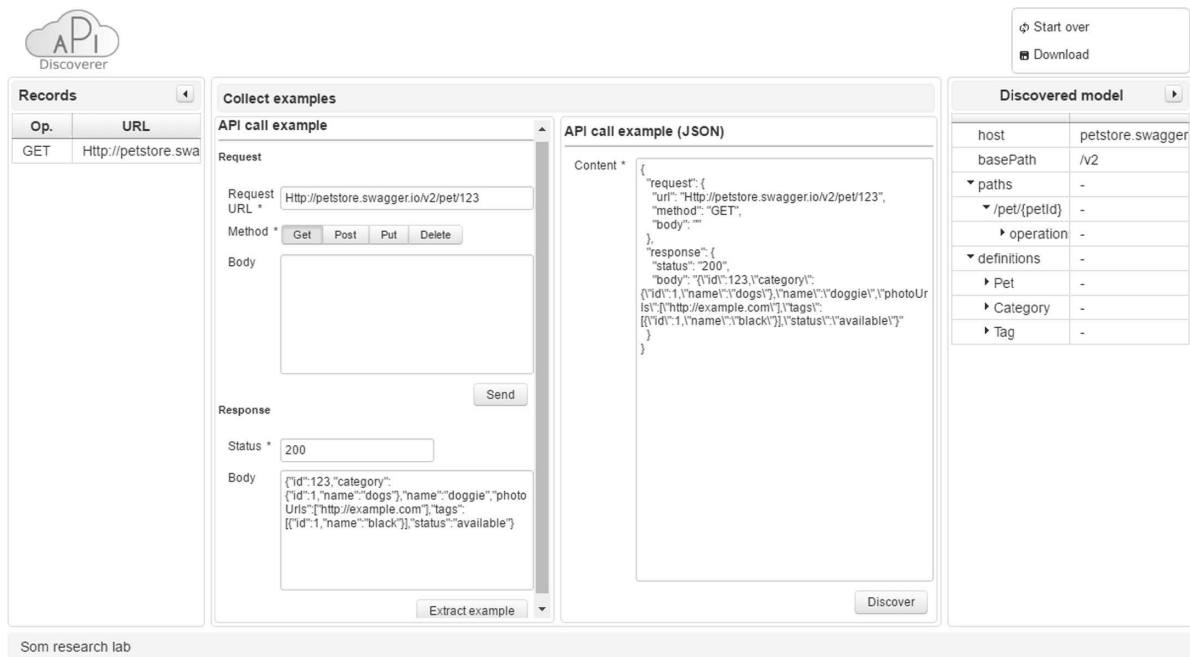 API
Discoverer
Start over
Download
Records
Op. URL
GET Http://petstore.swa
Collect examples
API call example
Request
Request URL * Http://petstore.swagger.io/v2/pet/123
Method * Get Post Put Delete
Body
Send
Response
Status * 200
Body
{"id":123,"category":
{"id":1,"name":"dogs"},"name":"doggie","photo
Urls":["http://example.com"],"tags":
[{"id":1,"name":"black"}],"status":"available"}
Extract example
API call example (JSON)
Content *
{
"request": {
"url": "Http://petstore.swagger.io/v2/pet/123",
"method": "GET",
"body": ""
},
"response": {
"status": "200",
"body": "{\"id\":123,\"category\":
{\"id\":1,\"name\":\"dogs\"},\"name\":\"doggie\",\"photoUr
ls\":[\"http://example.com\"],\"tags\":
[{\"id\":1,\"name\":\"black\"}],\"status\":\"available\"}"
}
}
Discover
Discovered model
host petstore.swagger
basePath /v2
paths -
/pet/{petId} -
operation -
definitions -
Pet -
Category -
Tag -
Som research lab